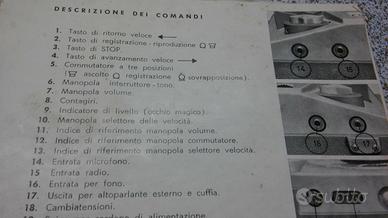 DESCRIZIONE DEI COMANDI
1. Tasto di ritorno veloce
2. Tasto di registrazione - riproduzione
3. Tasto di STOP.
4. Tasto di avanzamento veloce
5. Commutatore a tre posizioni
( ascolto registrazione sovrapposizione).
6. Manopola interruttore - tono.
7. Manopola volume.
8. Contagiri.
9. Indicatore di livello (occhio magico).
10. Manopola selettore delle velocità.
11. Indice di riferimento manopola volume.
12. Indice di riferimento manopola commutatore.
13. Indice di riferimento manopola selettore velocità.
14. Entrata microfono.
15. Entrata radio.
16. Entrata per fono.
17. Uscita per altoparlante esterno e cuffia.
18. Cambiatensioni.
di alimentazione
14
15
17
subito